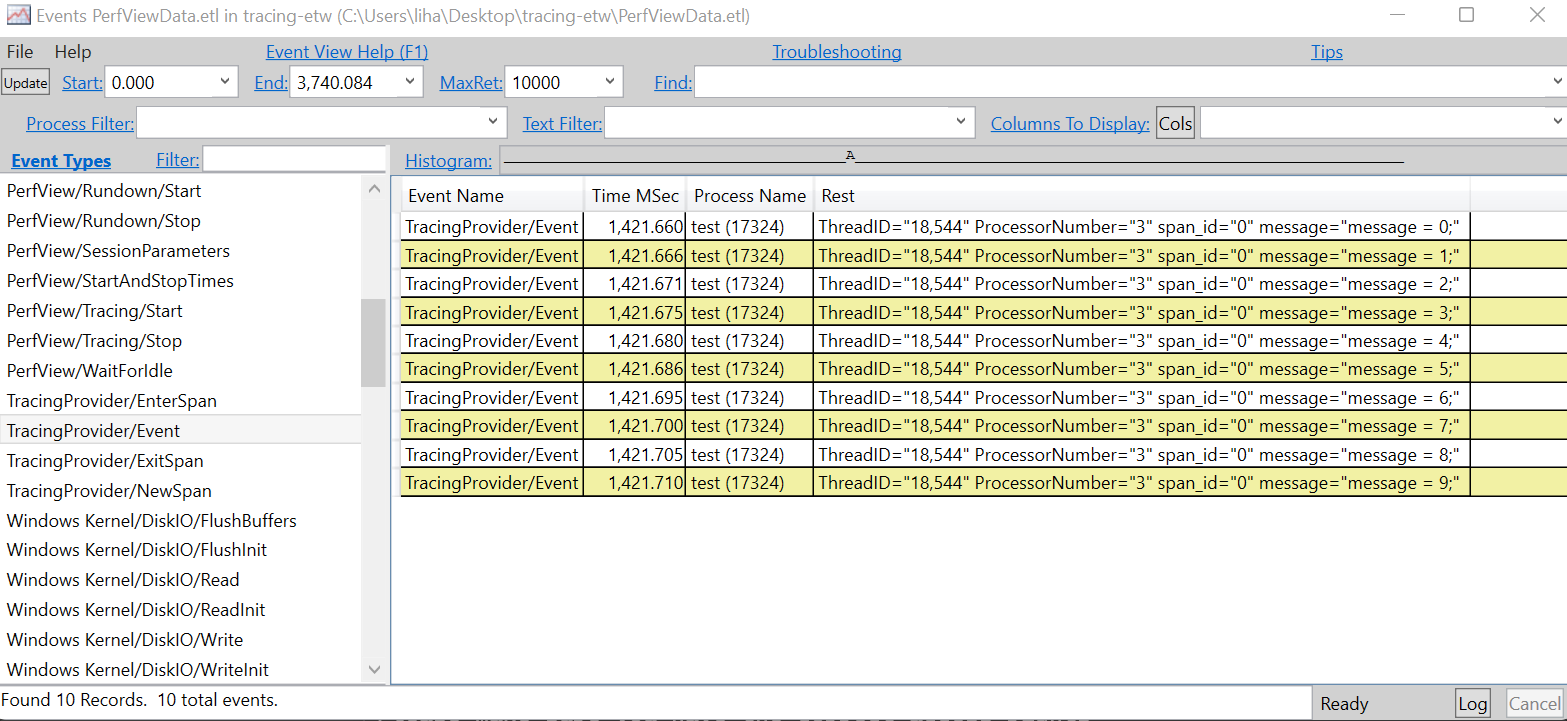 Events PerfViewData.etl in tracing-etw (C:\Users\liha\Desktop\tracing-etw\PerfViewData.etl)
File Help Event View Help (F1) Troubleshooting Tips
Update Start: 0.000 End: 3,740.084 MaxRet: 10000 Find:
Process Filter: Text Filter: Columns To Display: Cols
Event Types Filter: Histogram: A
PerfView/Rundown/Start
PerfView/Rundown/Stop
PerfView/SessionParameters
PerfView/StartAndStopTimes
PerfView/Tracing/Start
PerfView/Tracing/Stop
PerfView/WaitForIdle
TracingProvider/EnterSpan
TracingProvider/Event
TracingProvider/ExitSpan
TracingProvider/NewSpan
Windows Kernel/DiskIO/FlushBuffers
Windows Kernel/DiskIO/FlushInit
Windows Kernel/DiskIO/Read
Windows Kernel/DiskIO/ReadInit
Windows Kernel/DiskIO/Write
Windows Kernel/DiskIO/WriteInit
Event Name Time MSec Process Name Rest
TracingProvider/Event 1,421.660 test (17324) ThreadID="18,544" ProcessorNumber="3" span_id="0" message="message = 0;"
TracingProvider/Event 1,421.666 test (17324) ThreadID="18,544" ProcessorNumber="3" span_id="0" message="message = 1;"
TracingProvider/Event 1,421.671 test (17324) ThreadID="18,544" ProcessorNumber="3" span_id="0" message="message = 2;"
TracingProvider/Event 1,421.675 test (17324) ThreadID="18,544" ProcessorNumber="3" span_id="0" message="message = 3;"
TracingProvider/Event 1,421.680 test (17324) ThreadID="18,544" ProcessorNumber="3" span_id="0" message="message = 4;"
TracingProvider/Event 1,421.686 test (17324) ThreadID="18,544" ProcessorNumber="3" span_id="0" message="message = 5;"
TracingProvider/Event 1,421.695 test (17324) ThreadID="18,544" ProcessorNumber="3" span_id="0" message="message = 6;"
TracingProvider/Event 1,421.700 test (17324) ThreadID="18,544" ProcessorNumber="3" span_id="0" message="message = 7;"
TracingProvider/Event 1,421.705 test (17324) ThreadID="18,544" ProcessorNumber="3" span_id="0" message="message = 8;"
TracingProvider/Event 1,421.710 test (17324) ThreadID="18,544" ProcessorNumber="3" span_id="0" message="message = 9;"
Found 10 Records. 10 total events. Ready Log Cancel